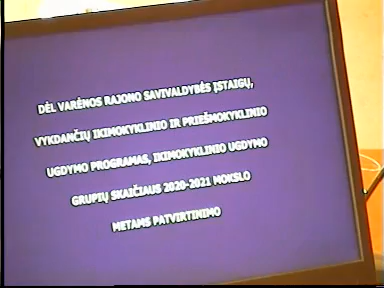 DĖL VARĖNOS RAJONO SAVIVALDYBĖS ĮSTAIGŲ,
VYKDANČIŲ IKIMOKYKLINIO IR PRIEŠMOKYKLINIO
UGDYMO PROGRAMAS, IKIMOKYKLINIO UGDYMO
GRUPIŲ SKAIČIAUS 2020-2021 MOKSLO
METAMS PATVIRTINIMO